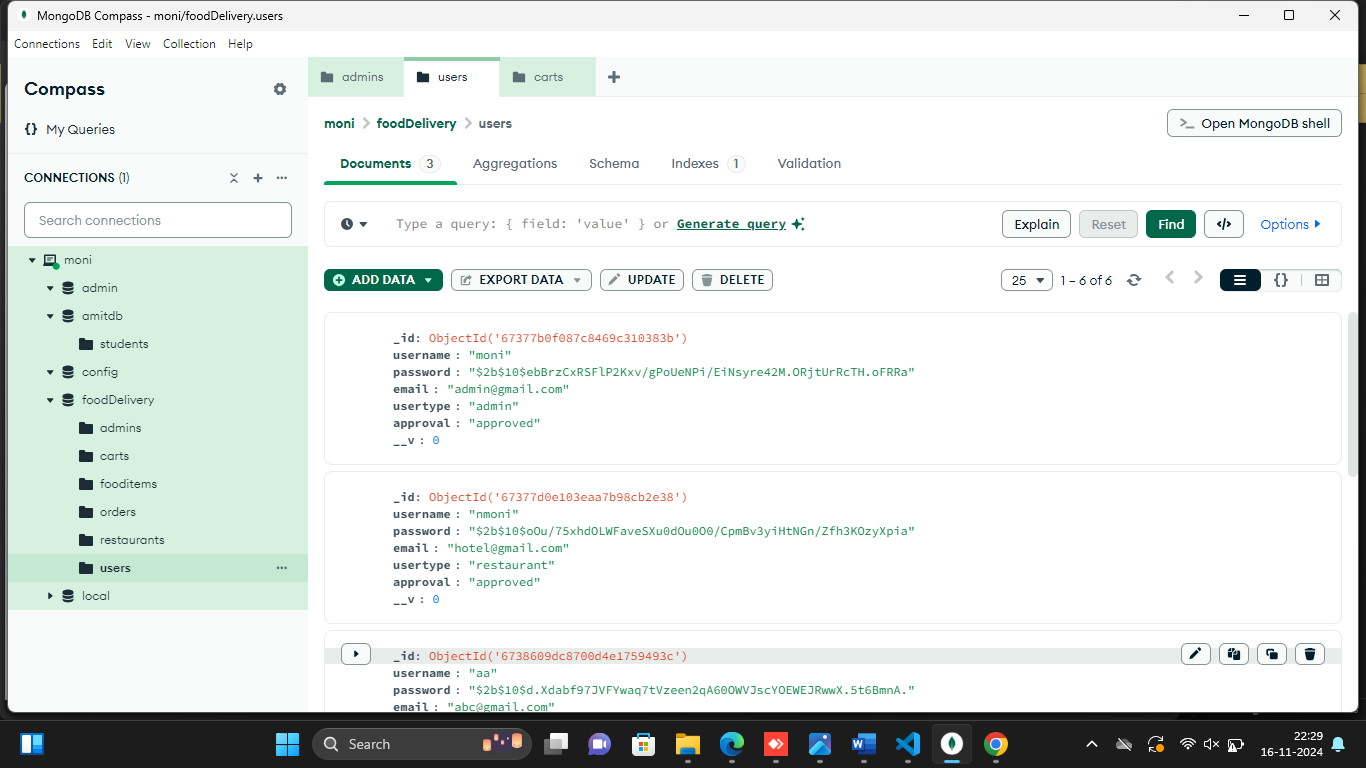 MongoDB Compass - moni/foodDelivery.users
Connections Edit View Collection Help
Compass
{} My Queries
CONNECTIONS (1)
Search connections
moni
admin
amitdb
students
config
foodDelivery
admins
carts
fooditems
orders
restaurants
users
local
admins users carts
moni > foodDelivery > users
>_ Open MongoDB shell
Documents 3 Aggregations Schema Indexes 1 Validation
Type a query: { field: 'value' } or Generate query
Explain Reset Find </> Options
ADD DATA EXPORT DATA UPDATE DELETE
25 1 – 6 of 6 {}
_id: ObjectId('67377b0f087c8469c310383b')
username : "moni"
password : "$2b$10$ebBrzCxRSFlP2Kxv/gPoUeNPi/EiNsyre42M.ORjtUrRcTH.oFRRa"
email : "admin@gmail.com"
usertype : "admin"
approval : "approved"
__v : 0
_id: ObjectId('67377d0e103eaa7b98cb2e38')
username : "nmoni"
password : "$2b$10$oOu/75xhdOLWFaveSXu0dOu0O0/CpmBv3yiHtNGn/Zfh3KOzyXpia"
email : "hotel@gmail.com"
usertype : "restaurant"
approval : "approved"
__v : 0
_id: ObjectId('6738609dc8700d4e1759493c')
username : "aa"
password : "$2b$10$d.Xdabf97JVFYwaq7tVzeen2qA60OWVJscYOEWEJRwwX.5t6BmnA."
email : "abc@gmail.com"
Search
22:29
16-11-2024